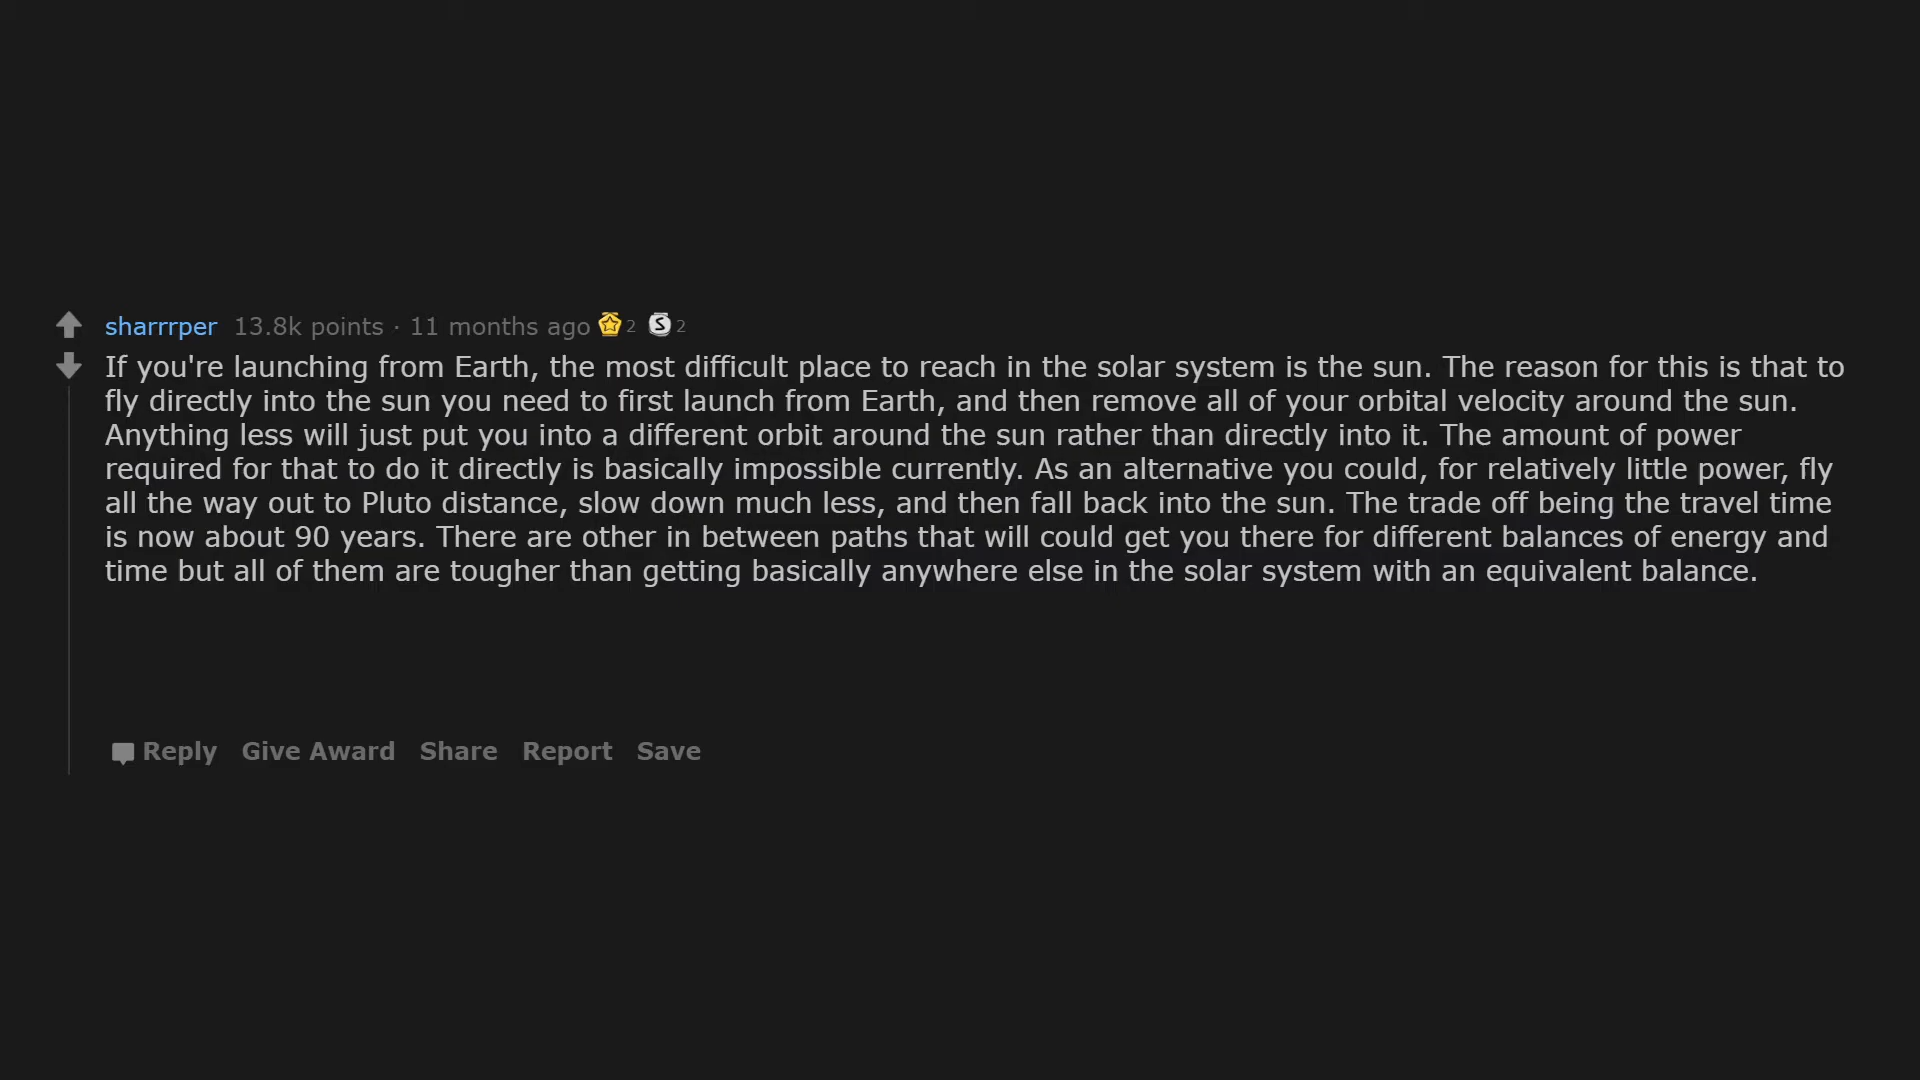 sharrrper 13.8k points · 11 months ago 2 S 2
If you're launching from Earth, the most difficult place to reach in the solar system is the sun. The reason for this is that to
fly directly into the sun you need to first launch from Earth, and then remove all of your orbital velocity around the sun.
Anything less will just put you into a different orbit around the sun rather than directly into it. The amount of power
required for that to do it directly is basically impossible currently. As an alternative you could, for relatively little power, fly
all the way out to Pluto distance, slow down much less, and then fall back into the sun. The trade off being the travel time
is now about 90 years. There are other in between paths that will could get you there for different balances of energy and
time but all of them are tougher than getting basically anywhere else in the solar system with an equivalent balance.
Reply Give Award Share Report Save